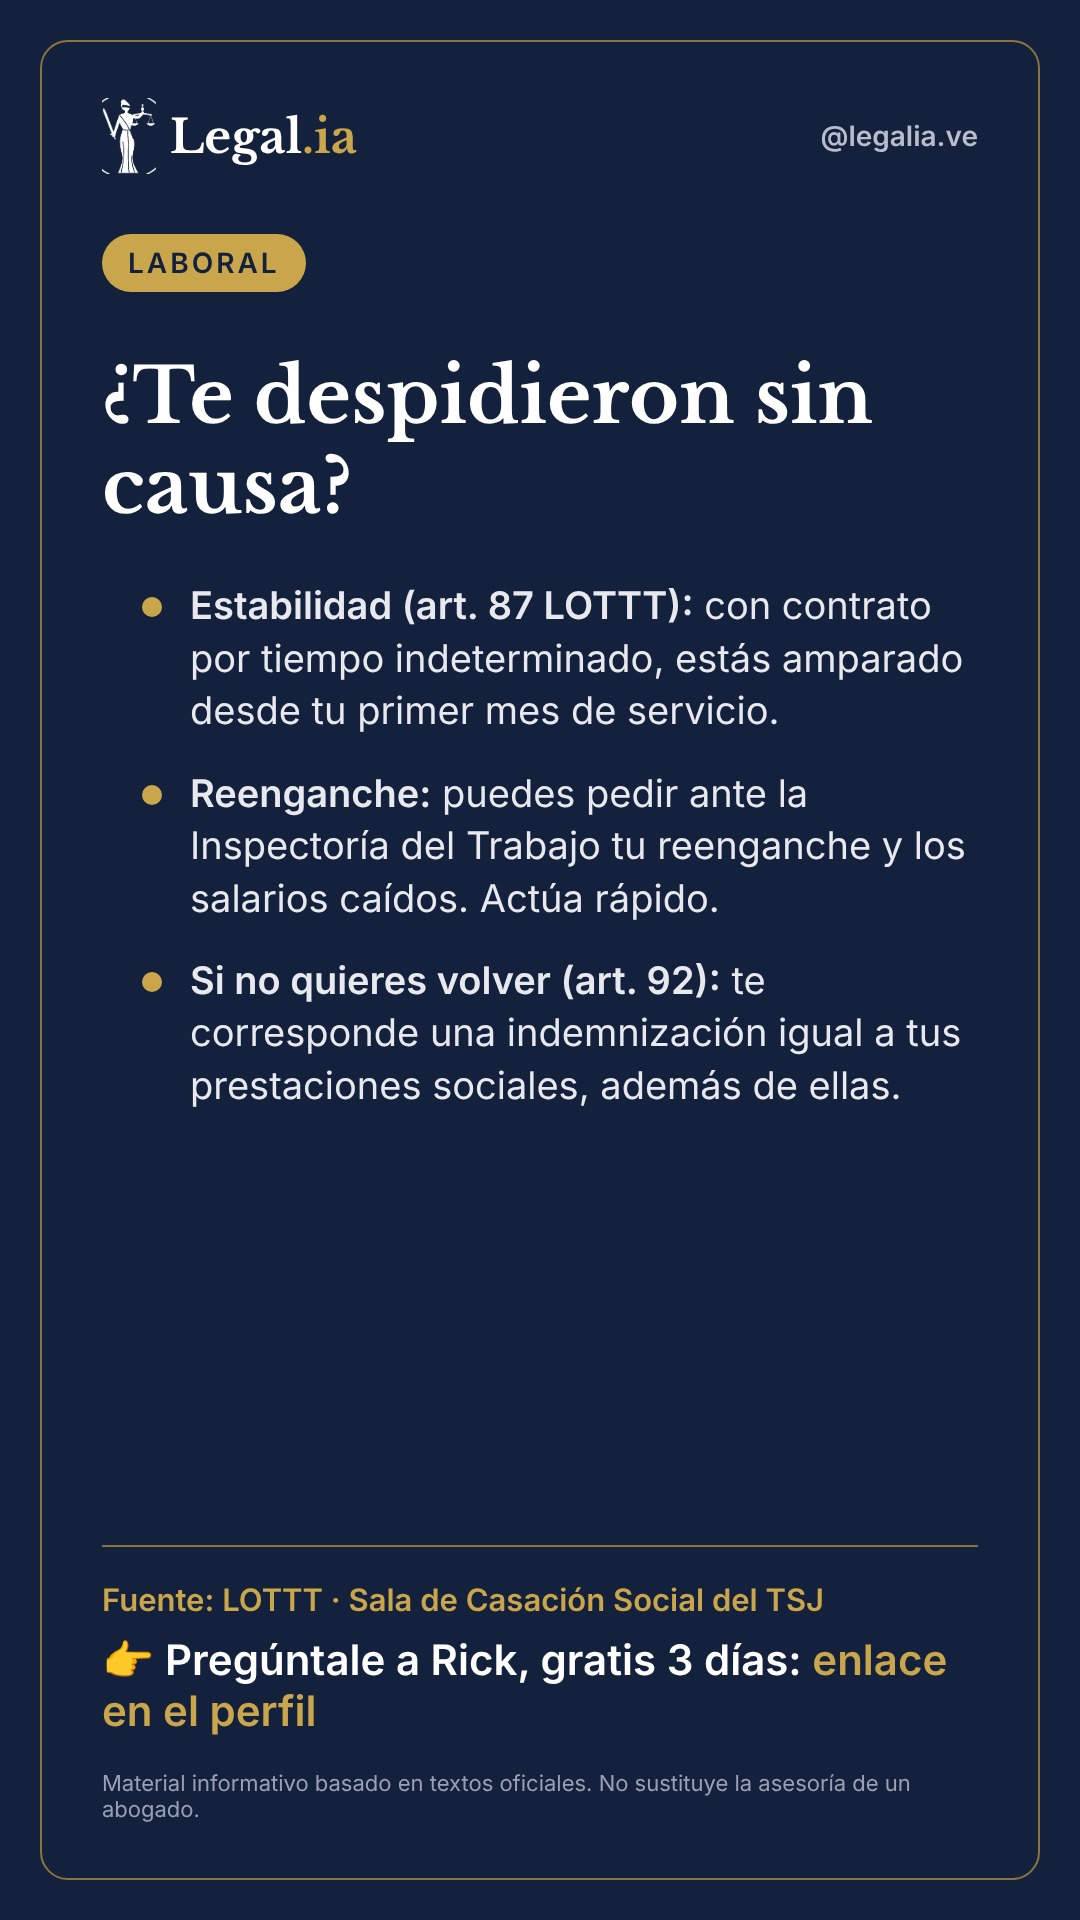 Legal.ia
@legalia.ve
LABORAL
¿Te despidieron sin
causa?
Estabilidad (art. 87 LOTTT): con contrato
por tiempo indeterminado, estás amparado
desde tu primer mes de servicio.
Reenganche: puedes pedir ante la
Inspectoría del Trabajo tu reenganche y los
salarios caídos. Actúa rápido.
Si no quieres volver (art. 92): te
corresponde una indemnización igual a tus
prestaciones sociales, además de ellas.
Fuente: LOTTT · Sala de Casación Social del TSJ
👉 Pregúntale a Rick, gratis 3 días: enlace
en el perfil
Material informativo basado en textos oficiales. No sustituye la asesoría de un
abogado.